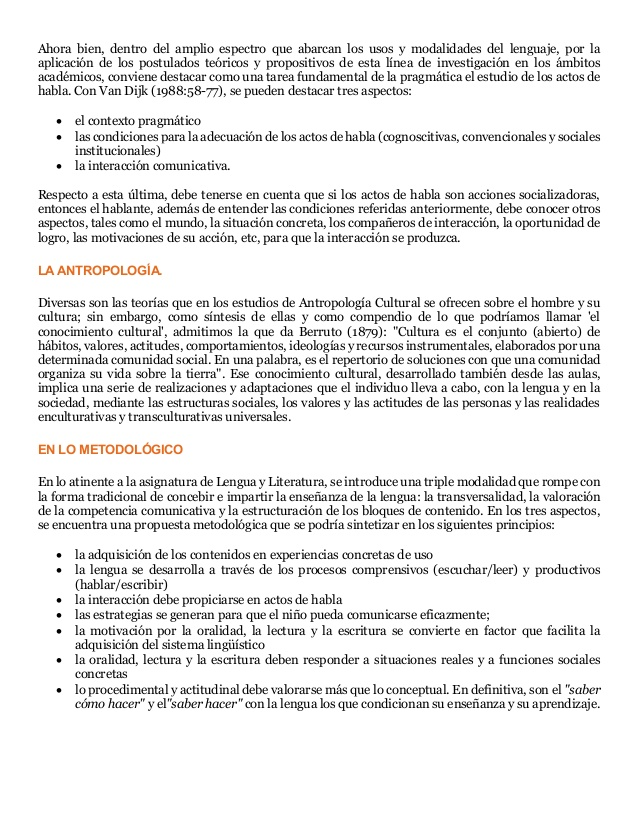 Ahora bien, dentro del amplio espectro que abarcan los usos y modalidades del lenguaje, por la
aplicación de los postulados teóricos y propositivos de esta línea de investigación en los ámbitos
académicos, conviene destacar como una tarea fundamental de la pragmática el estudio de los actos de
habla. Con Van Dijk (1988:58-77), se pueden destacar tres aspectos:
• el contexto pragmático
• las condiciones para la adecuación de los actos de habla (cognoscitivas, convencionales y sociales
institucionales)
• la interacción comunicativa.
Respecto a esta última, debe tenerse en cuenta que si los actos de habla son acciones socializadoras,
entonces el hablante, además de entender las condiciones referidas anteriormente, debe conocer otros
aspectos, tales como el mundo, la situación concreta, los compañeros de interacción, la oportunidad de
logro, las motivaciones de su acción, etc, para que la interacción se produzca.
LA ANTROPOLOGÍA.
Diversas son las teorías que en los estudios de Antropología Cultural se ofrecen sobre el hombre y su
cultura; sin embargo, como síntesis de ellas y como compendio de lo que podríamos llamar 'el
conocimiento cultural', admitimos la que da Berruto (1879): "Cultura es el conjunto (abierto) de
hábitos, valores, actitudes, comportamientos, ideologías y recursos instrumentales, elaborados por una
determinada comunidad social. En una palabra, es el repertorio de soluciones con que una comunidad
organiza su vida sobre la tierra". Ese conocimiento cultural, desarrollado también desde las aulas,
implica una serie de realizaciones y adaptaciones que el individuo lleva a cabo, con la lengua y en la
sociedad, mediante las estructuras sociales, los valores y las actitudes de las personas y las realidades
enculturativas y transculturativas universales.
EN LO METODOLÓGICO
En lo atinente a la asignatura de Lengua y Literatura, se introduce una triple modalidad que rompe con
la forma tradicional de concebir e impartir la enseñanza de la lengua: la transversalidad, la valoración
de la competencia comunicativa y la estructuración de los bloques de contenido. En los tres aspectos,
se encuentra una propuesta metodológica que se podría sintetizar en los siguientes principios:
• la adquisición de los contenidos en experiencias concretas de uso
• la lengua se desarrolla a través de los procesos comprensivos (escuchar/leer) y productivos
(hablar/escribir)
• la interacción debe propiciarse en actos de habla
• las estrategias se generan para que el niño pueda comunicarse eficazmente;
• la motivación por la oralidad, la lectura y la escritura se convierte en factor que facilita la
adquisición del sistema lingüístico
• la oralidad, lectura y la escritura deben responder a situaciones reales y a funciones sociales
concretas
• lo procedimental y actitudinal debe valorarse más que lo conceptual. En definitiva, son el "saber
cómo hacer" y el"saber hacer" con la lengua los que condicionan su enseñanza y su aprendizaje.